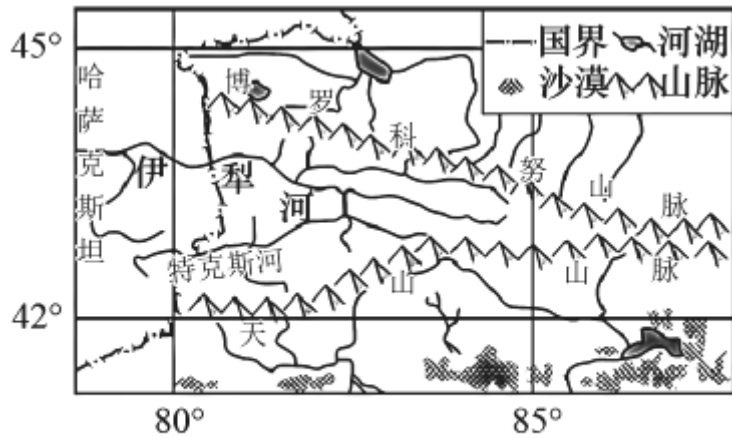 45°
42°
80°
85°
国界
河湖
沙漠
山脉
哈萨克斯坦
博罗科努山脉
伊犁河
特克斯河
天山山脉